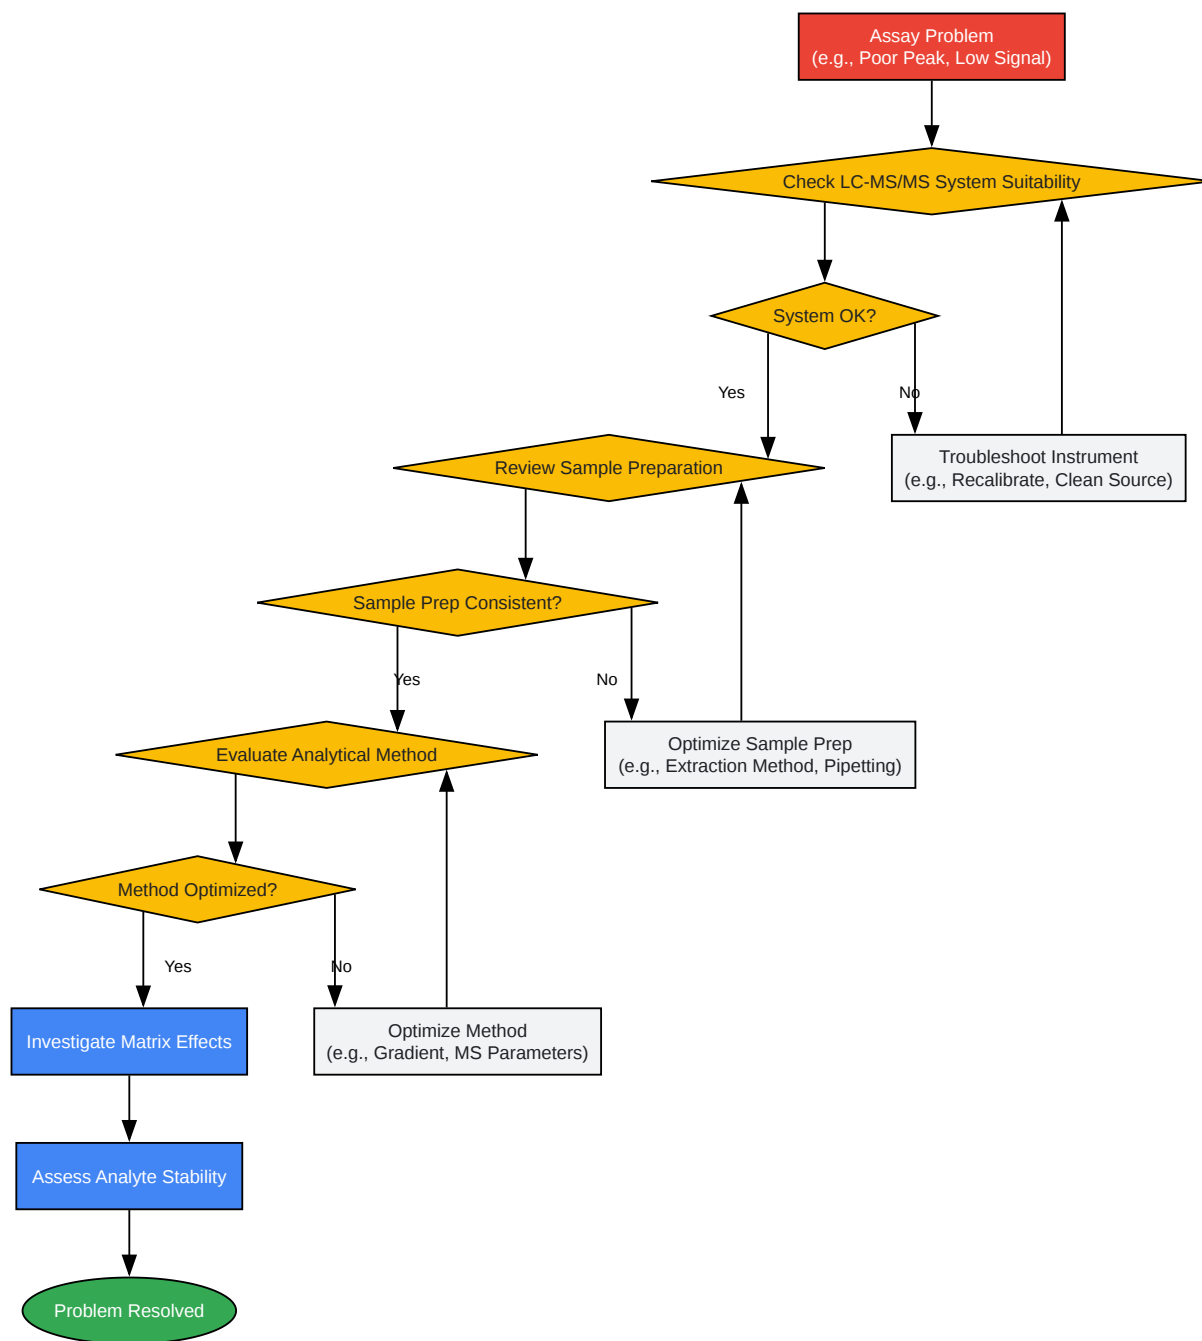 Assay Problem
(e.g., Poor Peak, Low Signal)
Check LC-MS/MS System Suitability
System OK?
Yes
No
Troubleshoot Instrument
(e.g., Recalibrate, Clean Source)
Review Sample Preparation
Sample Prep Consistent?
Yes
No
Optimize Sample Prep
(e.g., Extraction Method, Pipetting)
Evaluate Analytical Method
Method Optimized?
Yes
No
Investigate Matrix Effects
Optimize Method
(e.g., Gradient, MS Parameters)
Assess Analyte Stability
Problem Resolved